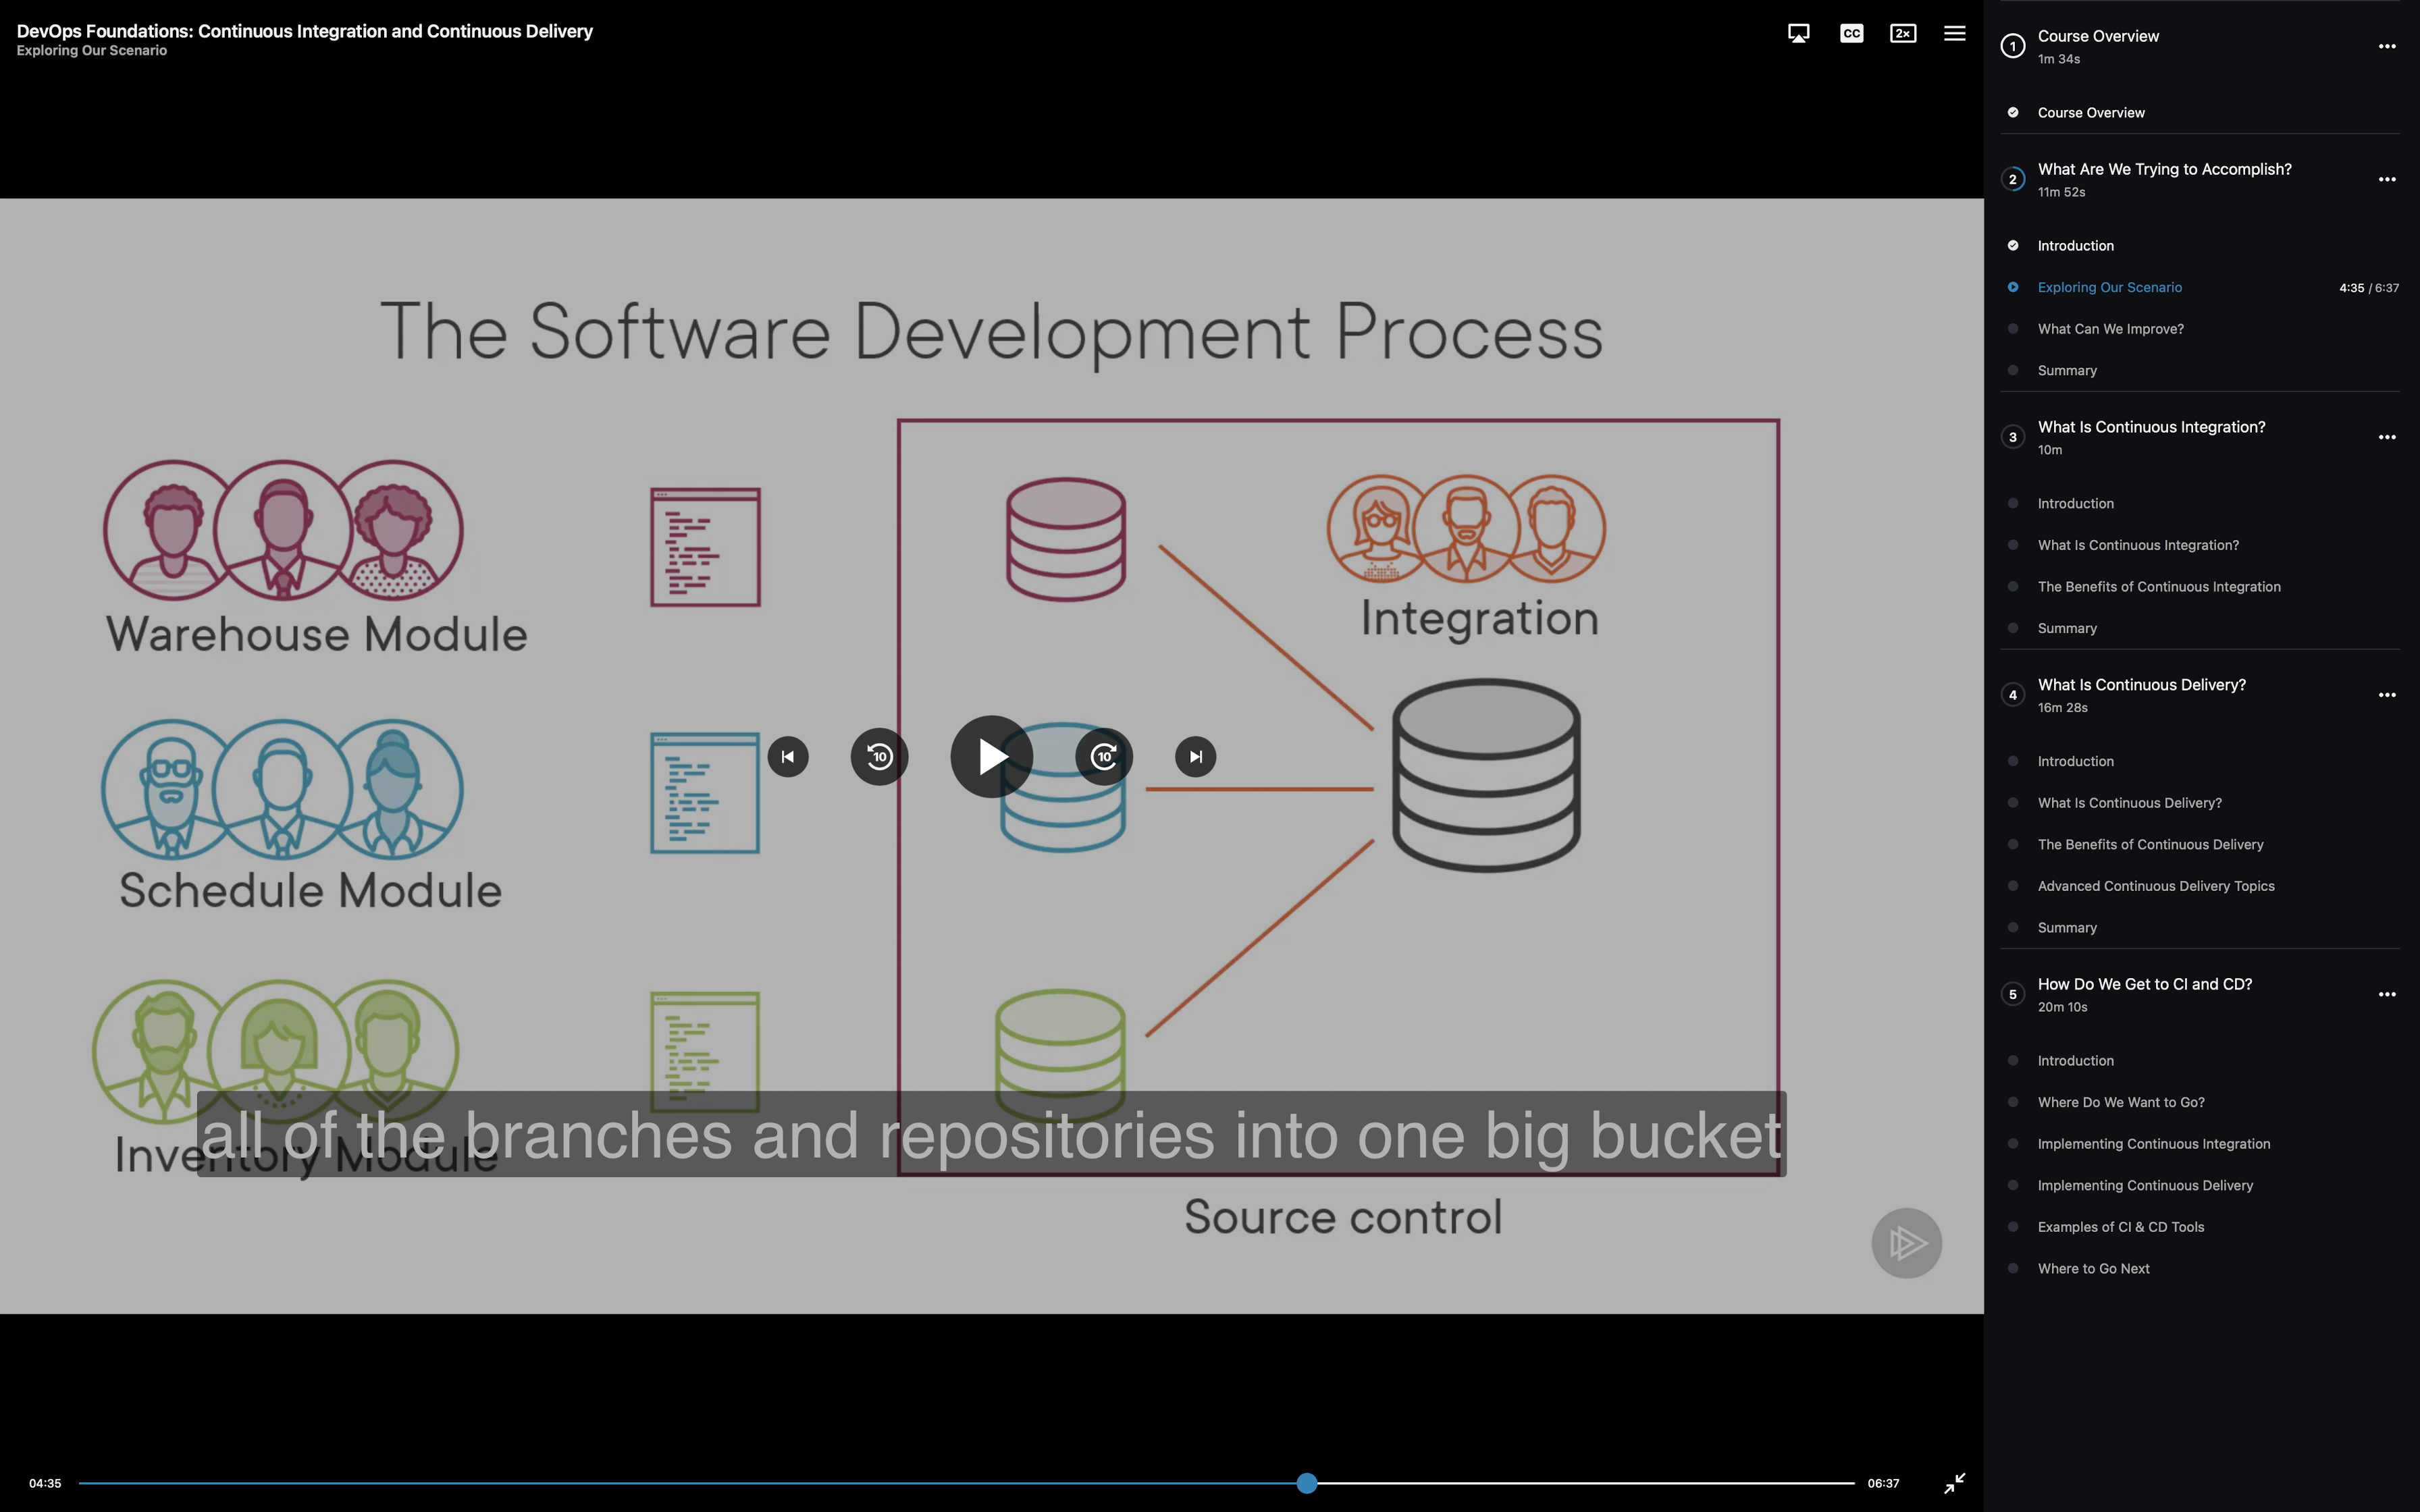 DevOps Foundations: Continuous Integration and Continuous Delivery
Exploring Our Scenario
CC
2x
The Software Development Process
Warehouse Module
Integration
10
10
Schedule Module
Inventory Module
all of the branches and repositories into one big bucket
Source control
04:35
06:37
1
Course Overview
1m 34s
Course Overview
2
What Are We Trying to Accomplish?
11m 52s
Introduction
Exploring Our Scenario
4:35 / 6:37
What Can We Improve?
Summary
3
What Is Continuous Integration?
10m
Introduction
What Is Continuous Integration?
The Benefits of Continuous Integration
Summary
4
What Is Continuous Delivery?
16m 28s
Introduction
What Is Continuous Delivery?
The Benefits of Continuous Delivery
Advanced Continuous Delivery Topics
Summary
5
How Do We Get to CI and CD?
20m 10s
Introduction
Where Do We Want to Go?
Implementing Continuous Integration
Implementing Continuous Delivery
Examples of CI & CD Tools
Where to Go Next